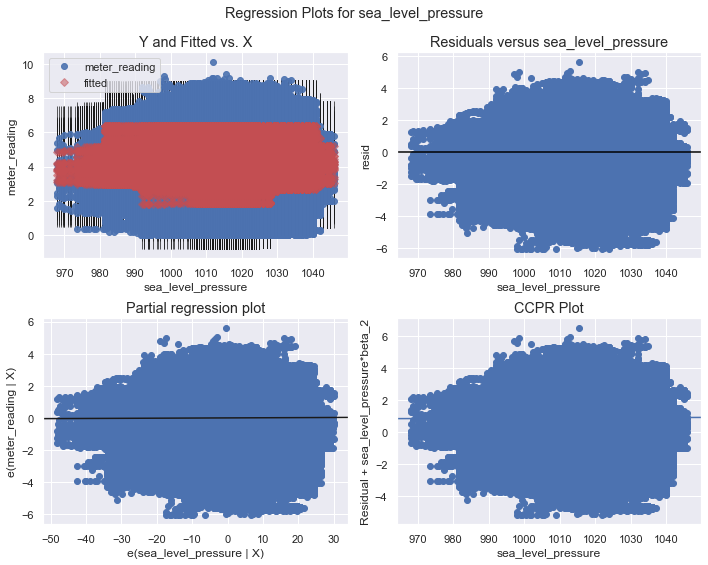 Regression Plots for sea_level_pressure
Y and Fitted vs. X
meter_reading
fitted
10
8
6
4
2
0
meter_reading
970 980 990 1000 1010 1020 1030 1040
sea_level_pressure
Residuals versus sea_level_pressure
6
4
2
0
−2
−4
−6
resid
970 980 990 1000 1010 1020 1030 1040
sea_level_pressure
Partial regression plot
6
4
2
0
−2
−4
−6
e(meter_reading | X)
−50 −40 −30 −20 −10 0 10 20 30
e(sea_level_pressure | X)
CCPR Plot
6
4
2
0
−2
−4
Residual + sea_level_pressure*beta_2
970 980 990 1000 1010 1020 1030 1040
sea_level_pressure